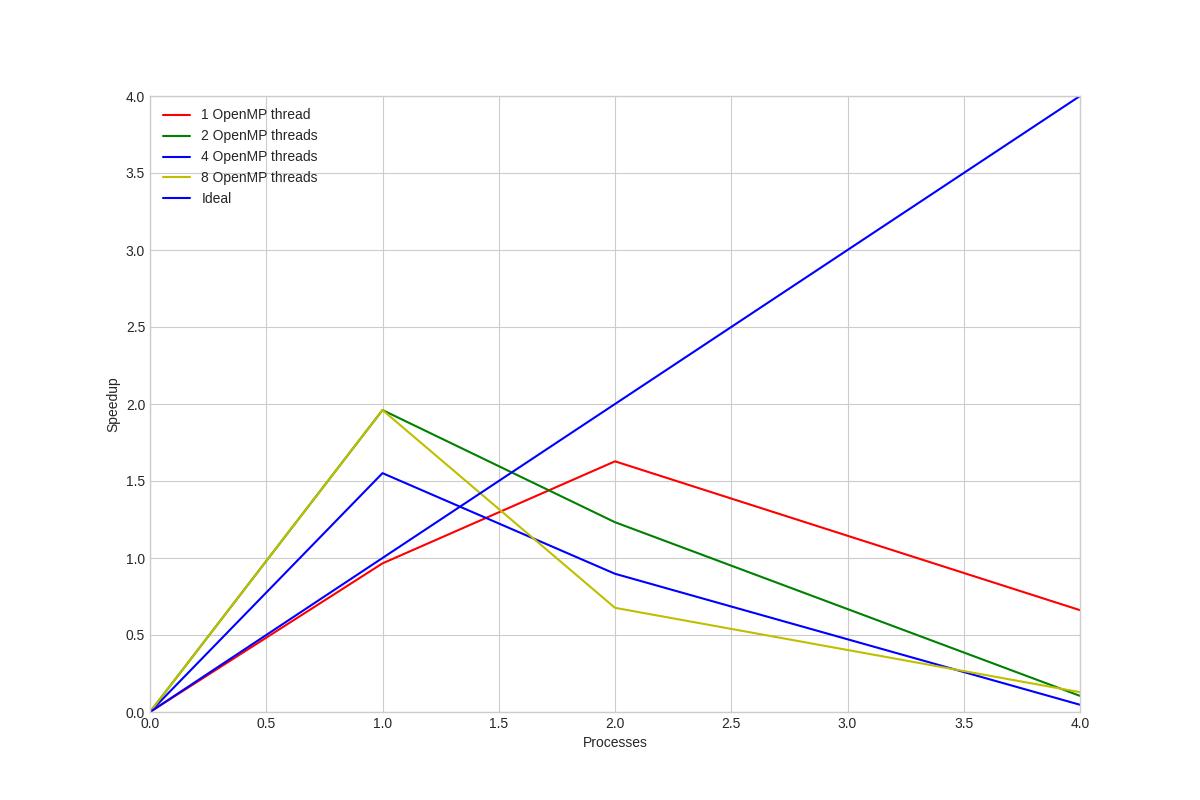 4.0
3.5
3.0
2.5
2.0
1.5
1.0
0.5
0.0
Speedup
1 OpenMP thread
2 OpenMP threads
4 OpenMP threads
8 OpenMP threads
Ideal
0.0 0.5 1.0 1.5 2.0 2.5 3.0 3.5 4.0
Processes